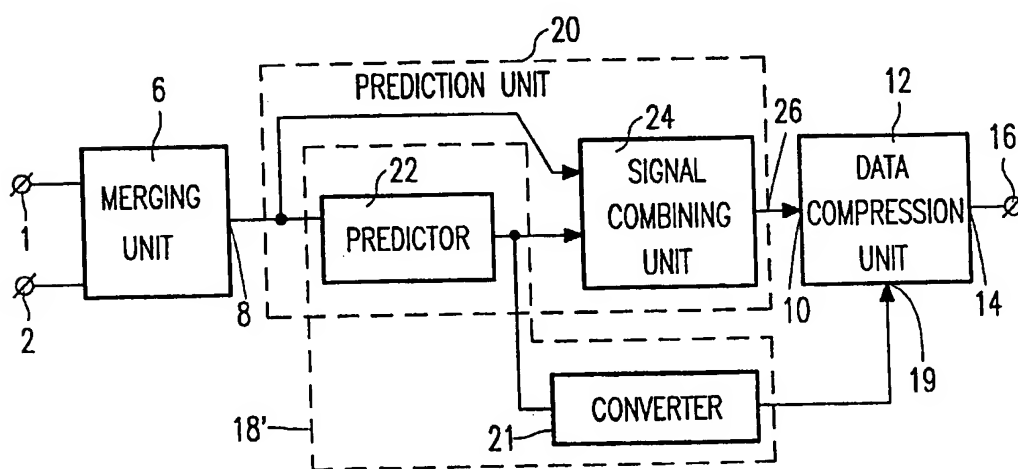 20
PREDICTION UNIT
6
12
26
24
16
22
MERGING
UNIT
PREDICTOR
SIGNAL
COMBINING
UNIT
DATA
COMPRESSION
UNIT
1
2
8
10
14
19
CONVERTER
18'
21